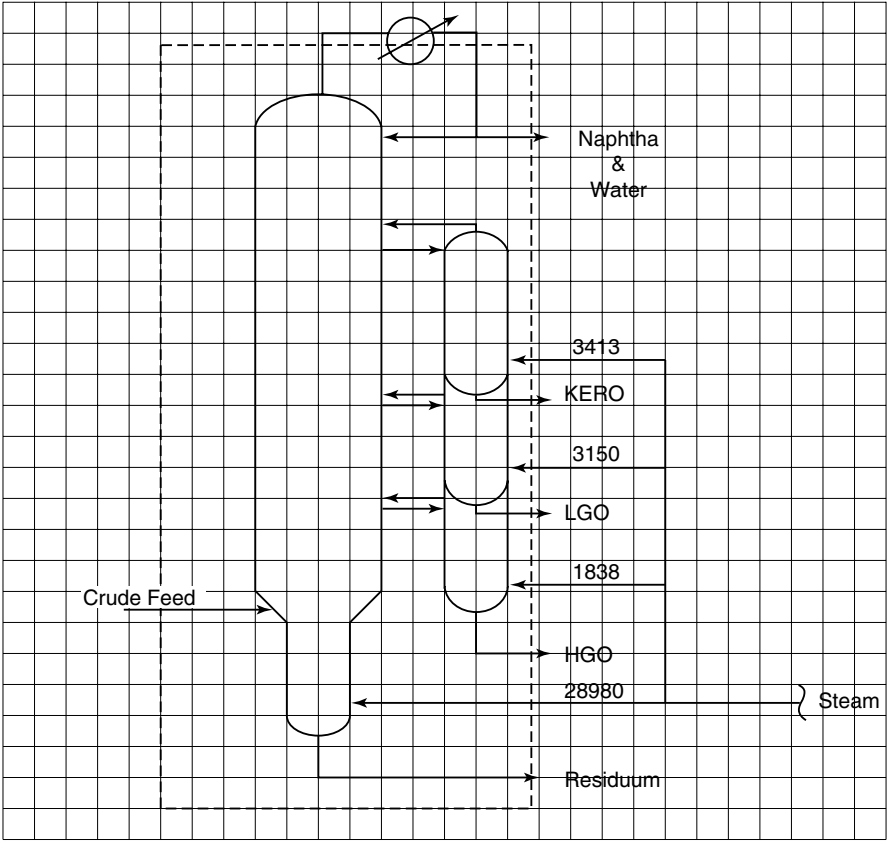 Naphtha
&
Water
3413
KERO
3150
LGO
1838
Crude Feed
HGO
28980
Steam
Residuum